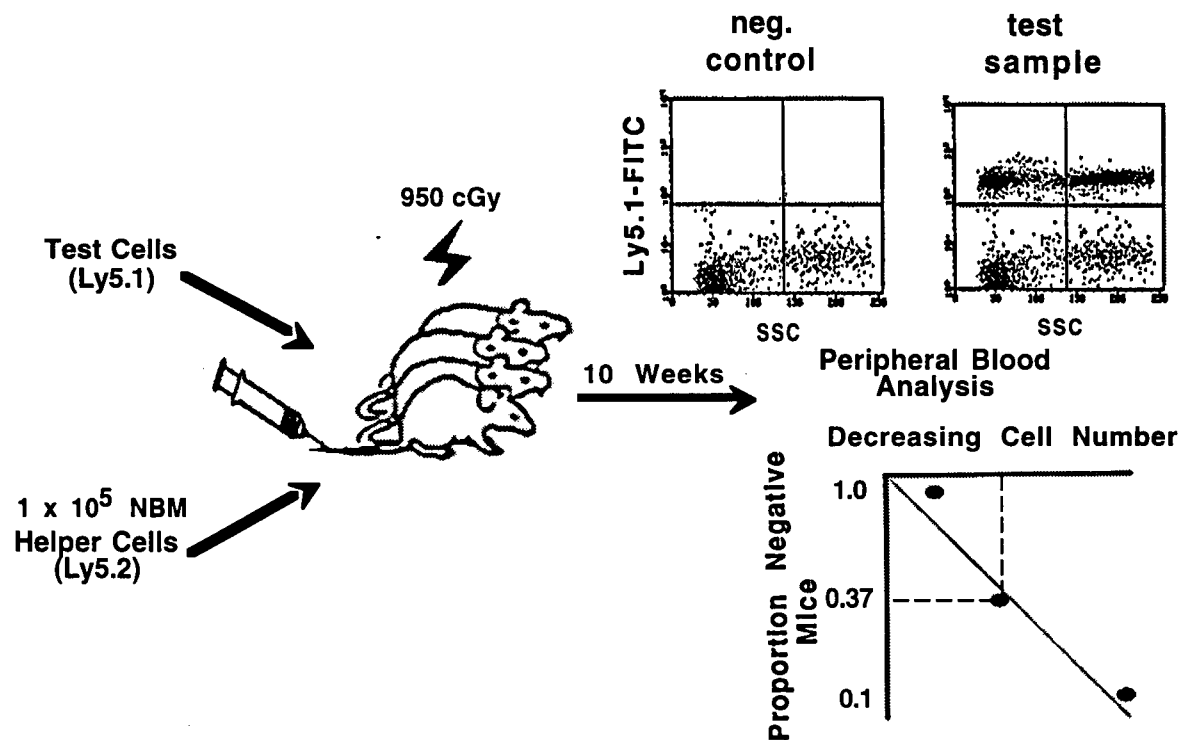 neg.
control
test
sample
Ly5.1-FITC
SSC
SSC
950 cGy
Test Cells
(Ly5.1)
1 x 10⁵ NBM
Helper Cells
(Ly5.2)
10 Weeks
Peripheral Blood
Analysis
Decreasing Cell Number
Proportion Negative
Mice
1.0
0.37
0.1